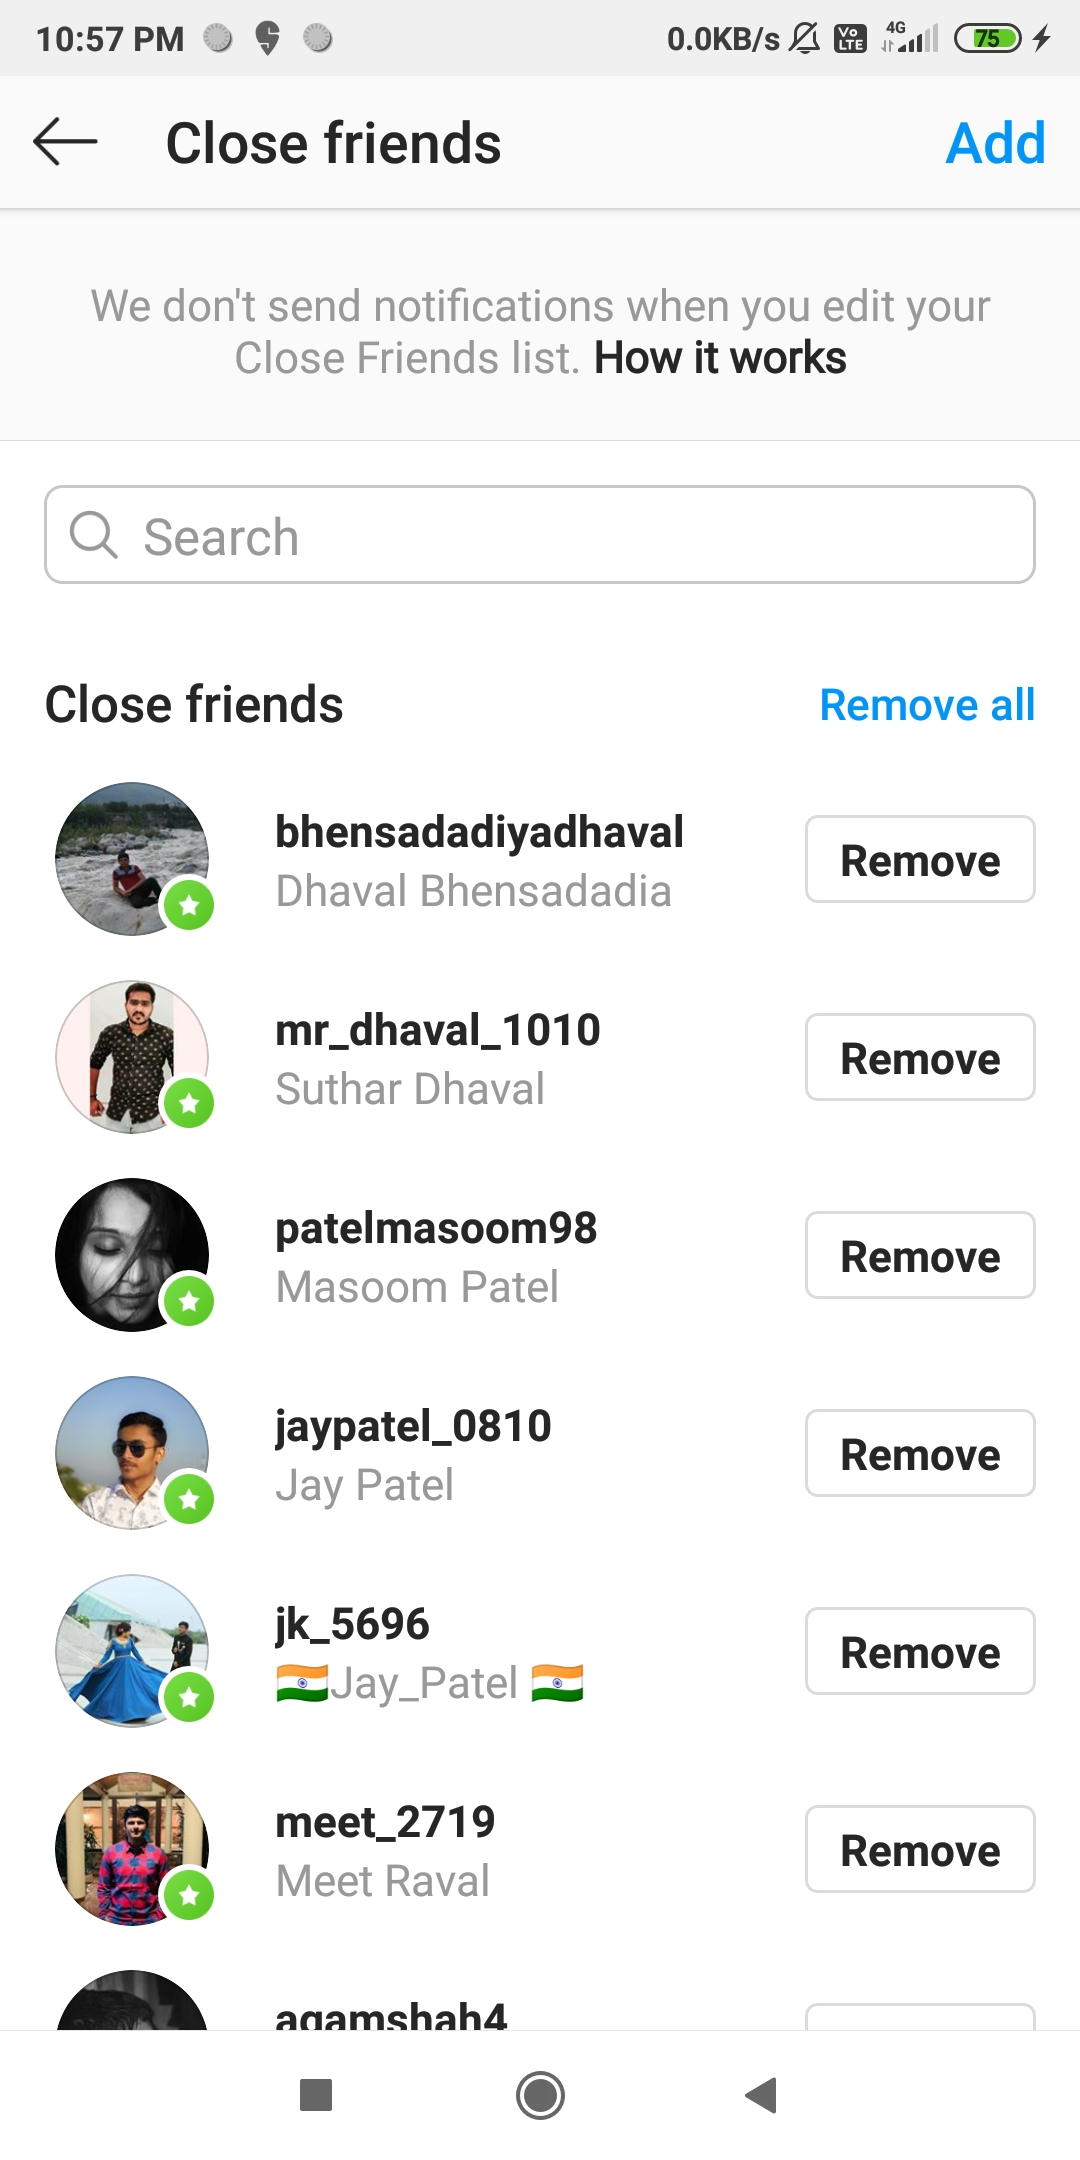 10:57 PM
0.0KB/s
Vo LTE
4G
75
Close friends
Add
We don't send notifications when you edit your
Close Friends list. How it works
Search
Close friends
Remove all
bhensadadiyadhaval
Dhaval Bhensadadia
Remove
mr_dhaval_1010
Suthar Dhaval
Remove
patelmasoom98
Masoom Patel
Remove
jaypatel_0810
Jay Patel
Remove
jk_5696
🇮🇳Jay_Patel 🇮🇳
Remove
meet_2719
Meet Raval
Remove
agamshah4